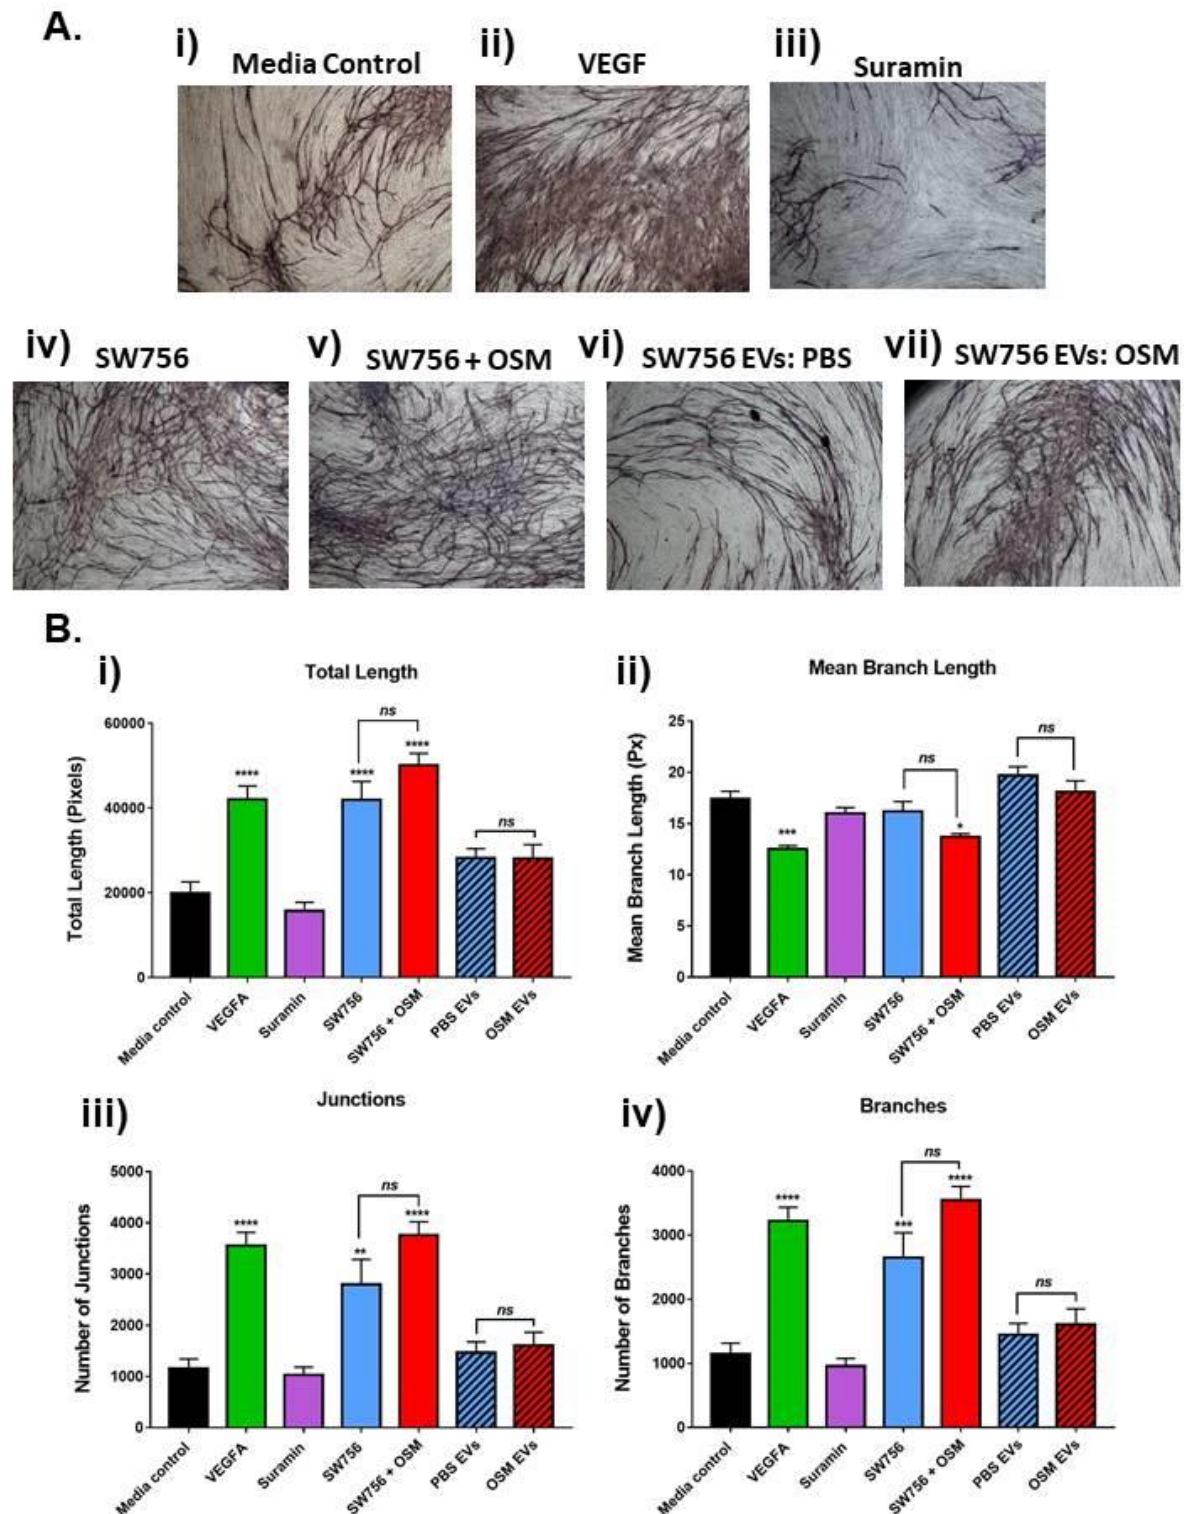 A.
i) Media Control
ii) VEGF
iii) Suramin
iv) SW756
v) SW756 + OSM
vi) SW756 EVs: PBS
vii) SW756 EVs: OSM
B.
i)
Total Length
Total Length (Pixels)
60000
40000
20000
0
****
****
ns
****
ns
Media control
VEGFA
Suramin
SW756
SW756 + OSM
PBS EVs
OSM EVs
ii)
Mean Branch Length
Mean Branch Length (Px)
25
20
15
10
5
0
***
ns
*
ns
Media control
VEGFA
Suramin
SW756
SW756 + OSM
PBS EVs
OSM EVs
iii)
Junctions
Number of Junctions
5000
4000
3000
2000
1000
0
****
**
ns
****
ns
Media control
VEGFA
Suramin
SW756
SW756 + OSM
PBS EVs
OSM EVs
iv)
Branches
Number of Branches
4000
3000
2000
1000
0
****
***
ns
****
ns
Media control
VEGFA
Suramin
SW756
SW756 + OSM
PBS EVs
OSM EVs